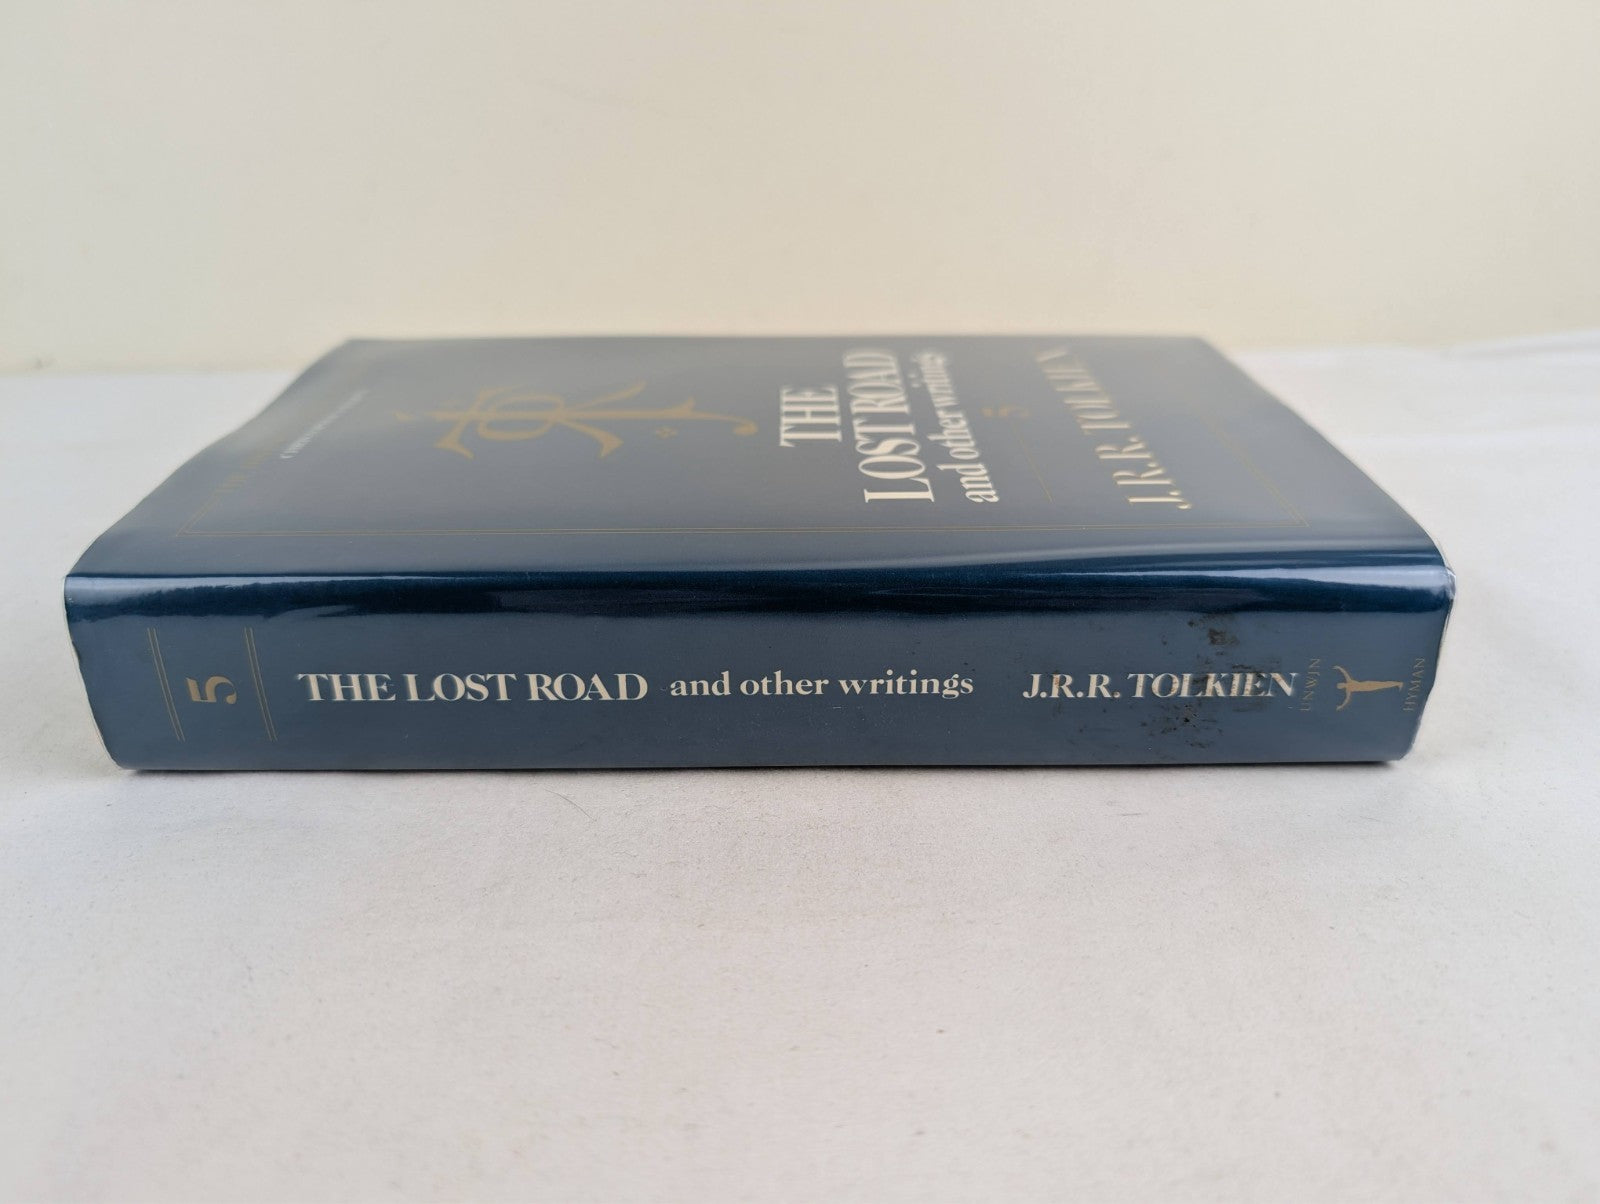 THE
LOST ROAD
and other writings
5
J.R.R. TOLKIEN
5 THE LOST ROAD and other writings J.R.R. TOLKIEN UNWIN HYMAN